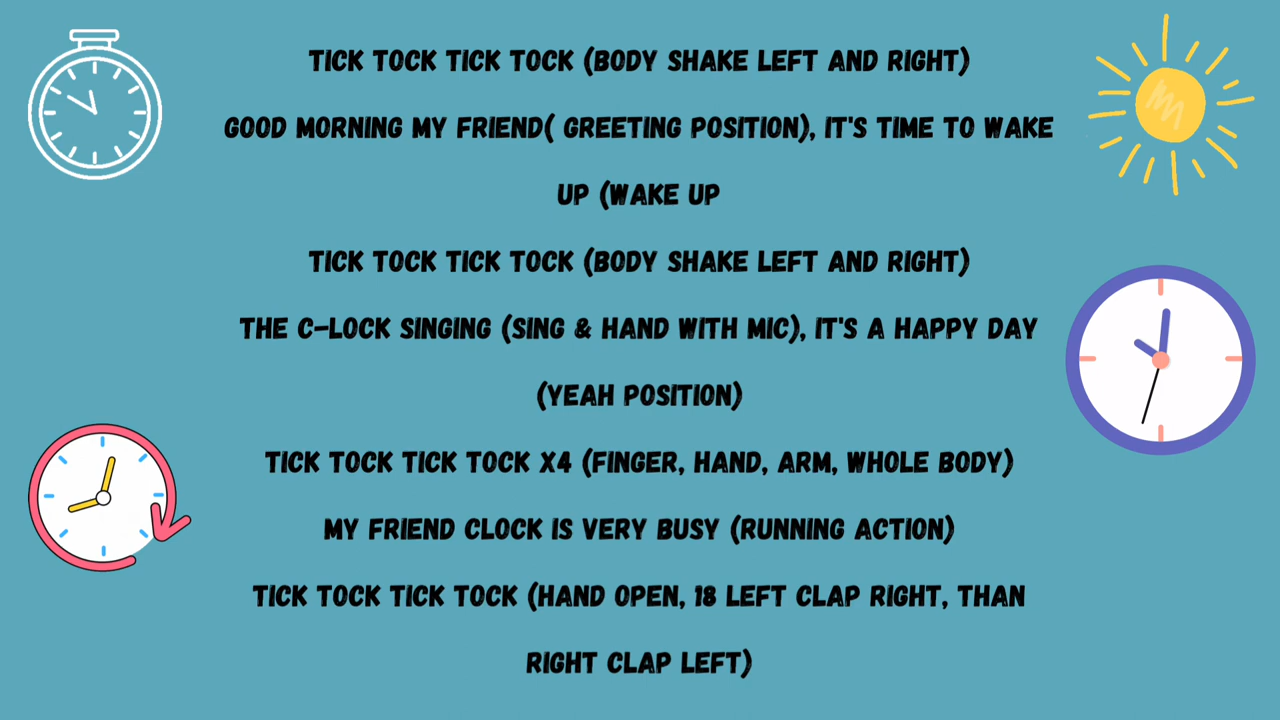 TICK TOCK TICK TOCK (BODY SHAKE LEFT AND RIGHT)
GOOD MORNING MY FRIEND( GREETING POSITION), IT'S TIME TO WAKE
UP (WAKE UP
TICK TOCK TICK TOCK (BODY SHAKE LEFT AND RIGHT)
THE C-LOCK SINGING (SING & HAND WITH MIC), IT'S A HAPPY DAY
(YEAH POSITION)
TICK TOCK TICK TOCK X4 (FINGER, HAND, ARM, WHOLE BODY)
MY FRIEND CLOCK IS VERY BUSY (RUNNING ACTION)
TICK TOCK TICK TOCK (HAND OPEN, 18 LEFT CLAP RIGHT, THAN
RIGHT CLAP LEFT)